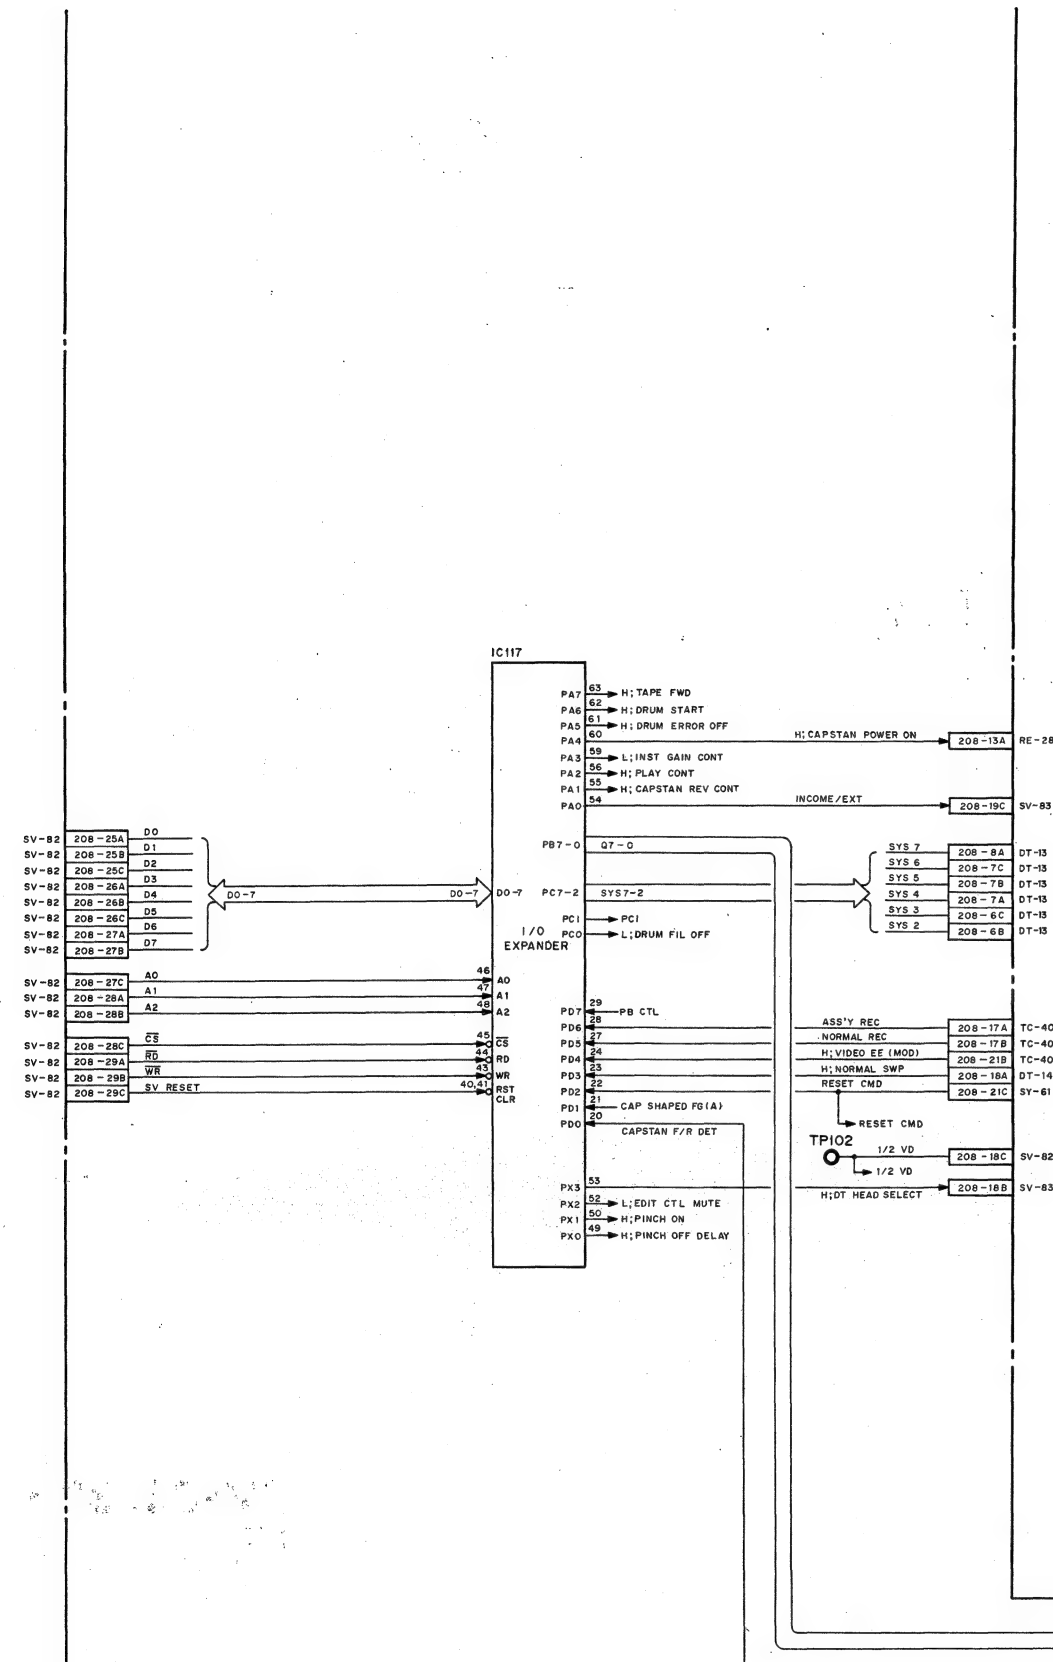 IC117
PA7 63 H;TAPE FWD
PA6 62 H;DRUM START
PA5 61 H;DRUM ERROR OFF
PA4 60 H;CAPSTAN POWER ON 208-13A RE-28
PA3 59 L;INST GAIN CONT
PA2 56 H;PLAY CONT
PA1 55 H;CAPSTAN REV CONT
PA0 54 INCOME/EXT 208-19C SV-83
SV-82 208-25A D0
SV-82 208-25B D1
SV-82 208-25C D2
SV-82 208-26A D3
SV-82 208-26B D4
SV-82 208-26C D5
SV-82 208-27A D6
SV-82 208-27B D7
D0-7 D0-7 D0-7
I/O
EXPANDER
PB7-0 Q7-0
PC7-2 SYS7-2
PC1 PC1
PC0 L;DRUM FIL OFF
SYS 7 208-8A DT-13
SYS 6 208-7C DT-13
SYS 5 208-7B DT-13
SYS 4 208-7A DT-13
SYS 3 208-6C DT-13
SYS 2 208-6B DT-13
SV-82 208-27C A0 46 A0
SV-82 208-28A A1 47 A1
SV-82 208-28B A2 48 A2
SV-82 208-28C CS 45 CS
SV-82 208-29A RD 44 RD
SV-82 208-29B WR 43 WR
SV-82 208-29C SV RESET 40,41 RST
CLR
PD7 29 PB CTL
PD6 28 ASS'Y REC 208-17A TC-40
PD5 27 NORMAL REC 208-17B TC-40
PD4 24 H;VIDEO EE (MOD) 208-21B TC-40
PD3 23 H;NORMAL SWP 208-18A DT-14
PD2 22 RESET CMD 208-21C SY-61
PD1 21 CAP SHAPED FG(A)
PD0 20 CAPSTAN F/R DET
RESET CMD
TP102 1/2 VD 208-18C SV-82
1/2 VD
PX3 53 H;DT HEAD SELECT 208-18B SV-83
PX2 52 L;EDIT CTL MUTE
PX1 50 H;PINCH ON
PX0 49 H;PINCH OFF DELAY